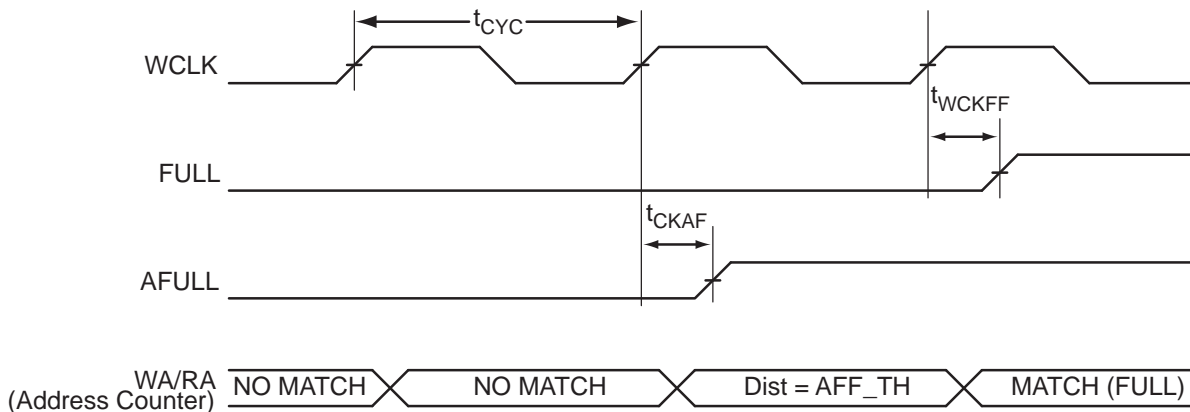 tCYC
WCLK
tWCKFF
FULL
tCKAF
AFULL
WA/RA
(Address Counter)
NO MATCH
NO MATCH
Dist = AFF_TH
MATCH (FULL)